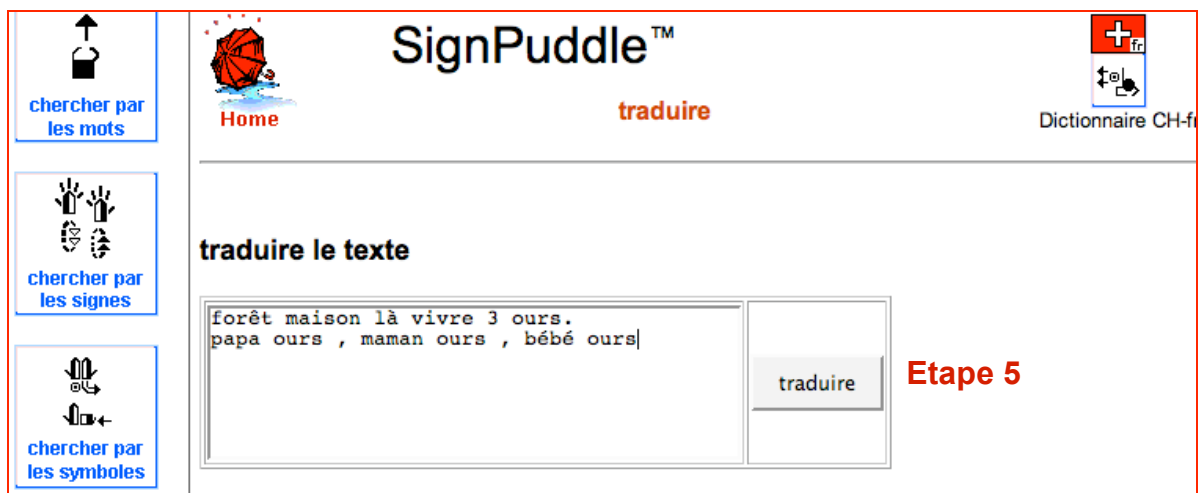 chercher par
les mots
chercher par
les signes
chercher par
les symboles
Home
SignPuddle™
traduire
fr
Dictionnaire CH-f
traduire le texte
forêt maison là vivre 3 ours.
papa ours , maman ours , bébé ours
traduire
Etape 5